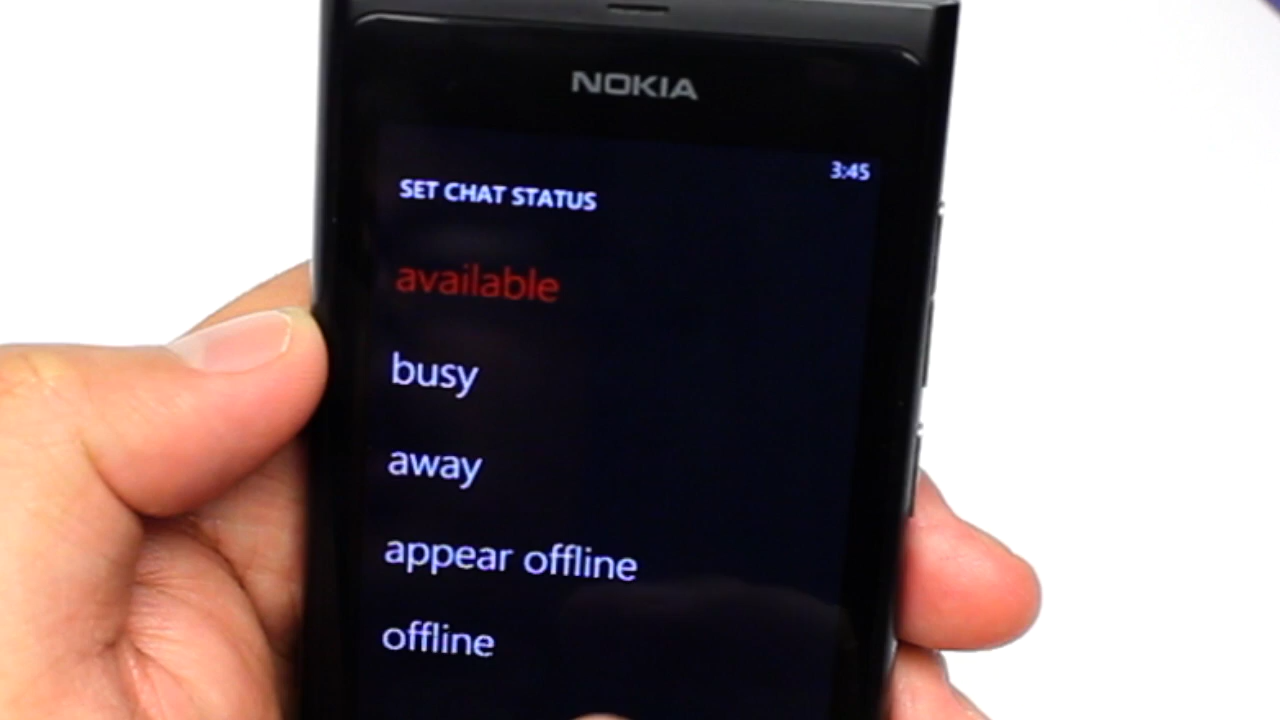 NOKIA
3:45
SET CHAT STATUS
available
busy
away
appear offline
offline